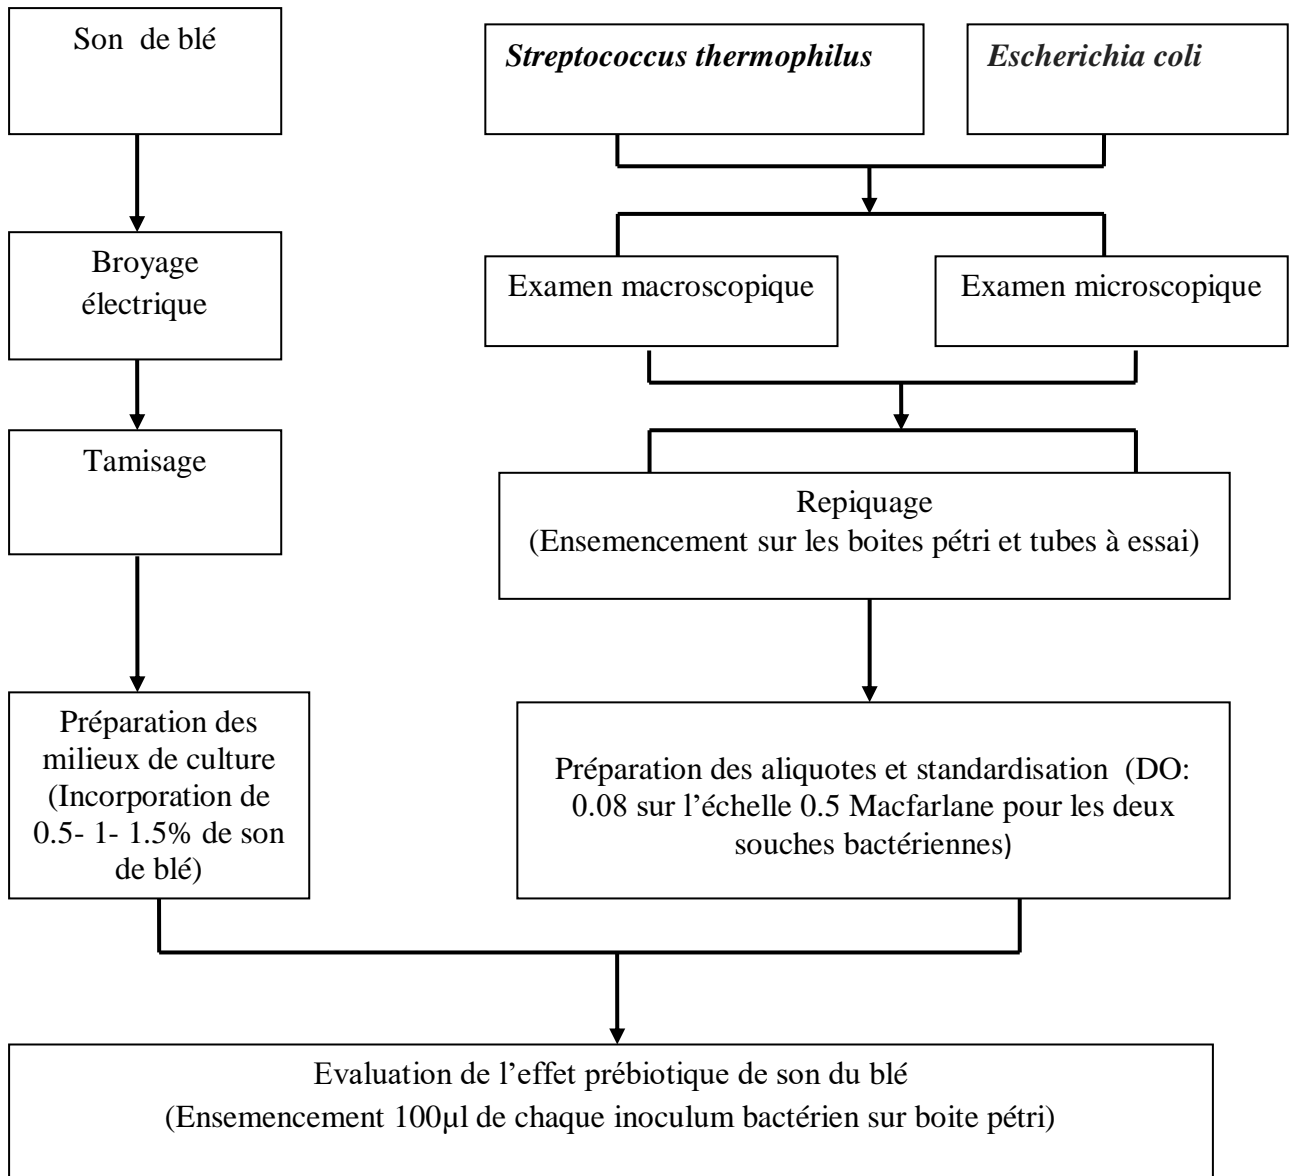 Son de blé
Streptococcus thermophilus
Escherichia coli
Broyage
électrique
Examen macroscopique
Examen microscopique
Tamisage
Repiquage
(Ensemencement sur les boites pétri et tubes à essai)
Préparation des
milieux de culture
(Incorporation de
0.5- 1- 1.5% de son
de blé)
Préparation des aliquotes et standardisation (DO:
0.08 sur l’échelle 0.5 Macfarlane pour les deux
souches bactériennes)
Evaluation de l’effet prébiotique de son du blé
(Ensemencement 100µl de chaque inoculum bactérien sur boite pétri)